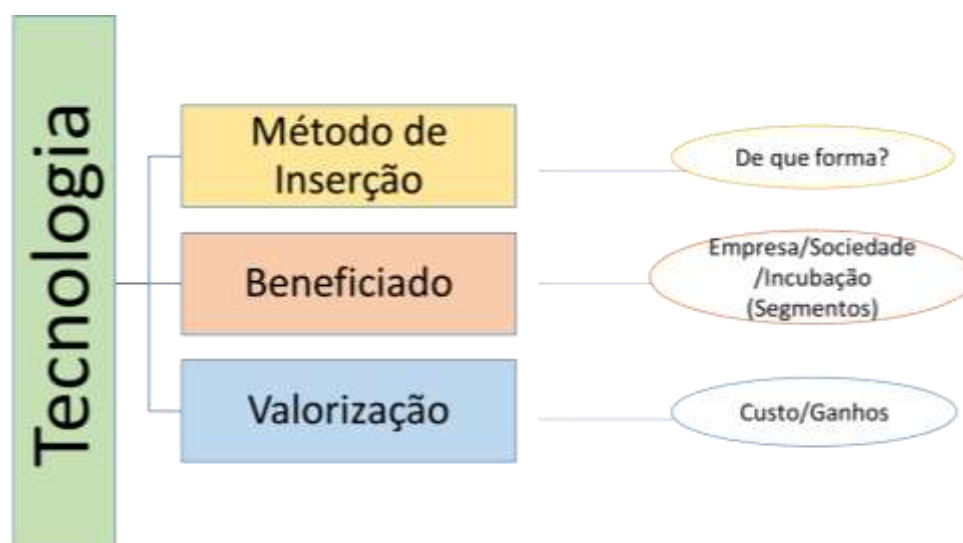 Tecnologia
Método de
Inserção
De que forma?
Beneficiado
Empresa/Sociedade
/Incubação
(Segmentos)
Valorização
Custo/Ganhos